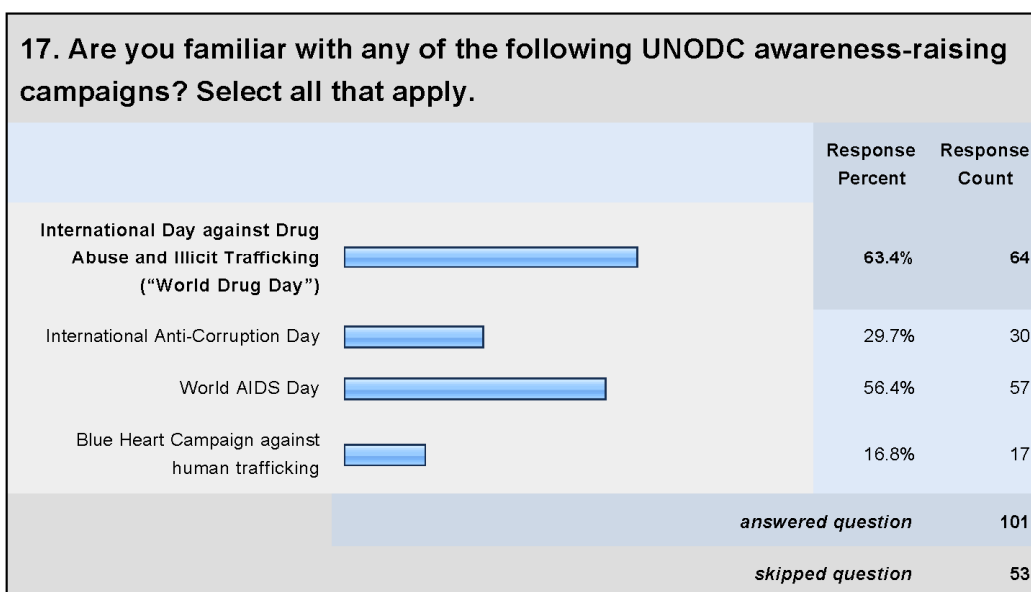 17. Are you familiar with any of the following UNODC awareness-raising
campaigns? Select all that apply.
Response Response
Percent Count
International Day against Drug
Abuse and Illicit Trafficking
(“World Drug Day”)
63.4% 64
International Anti-Corruption Day 29.7% 30
World AIDS Day 56.4% 57
Blue Heart Campaign against
human trafficking
16.8% 17
answered question 101
skipped question 53